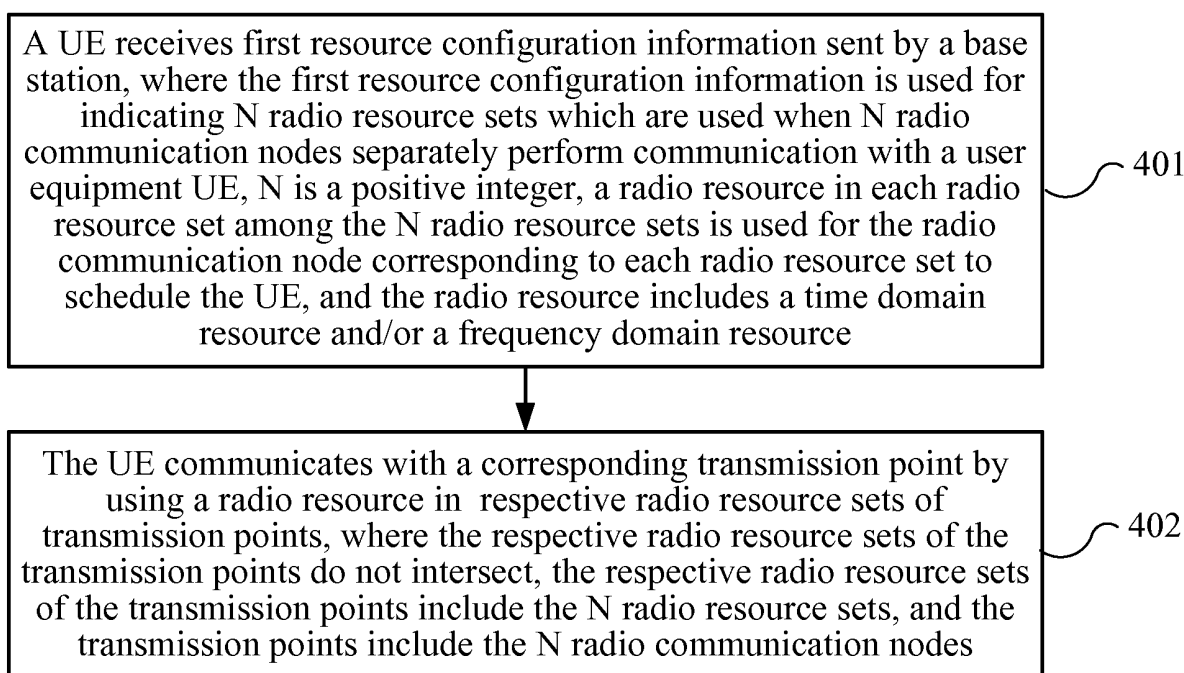 A UE receives first resource configuration information sent by a base
station, where the first resource configuration information is used for
indicating N radio resource sets which are used when N radio
communication nodes separately perform communication with a user
equipment UE, N is a positive integer, a radio resource in each radio
resource set among the N radio resource sets is used for the radio
communication node corresponding to each radio resource set to
schedule the UE, and the radio resource includes a time domain
resource and/or a frequency domain resource
401
The UE communicates with a corresponding transmission point by
using a radio resource in respective radio resource sets of
transmission points, where the respective radio resource sets of the
transmission points do not intersect, the respective radio resource sets
of the transmission points include the N radio resource sets, and the
transmission points include the N radio communication nodes
402